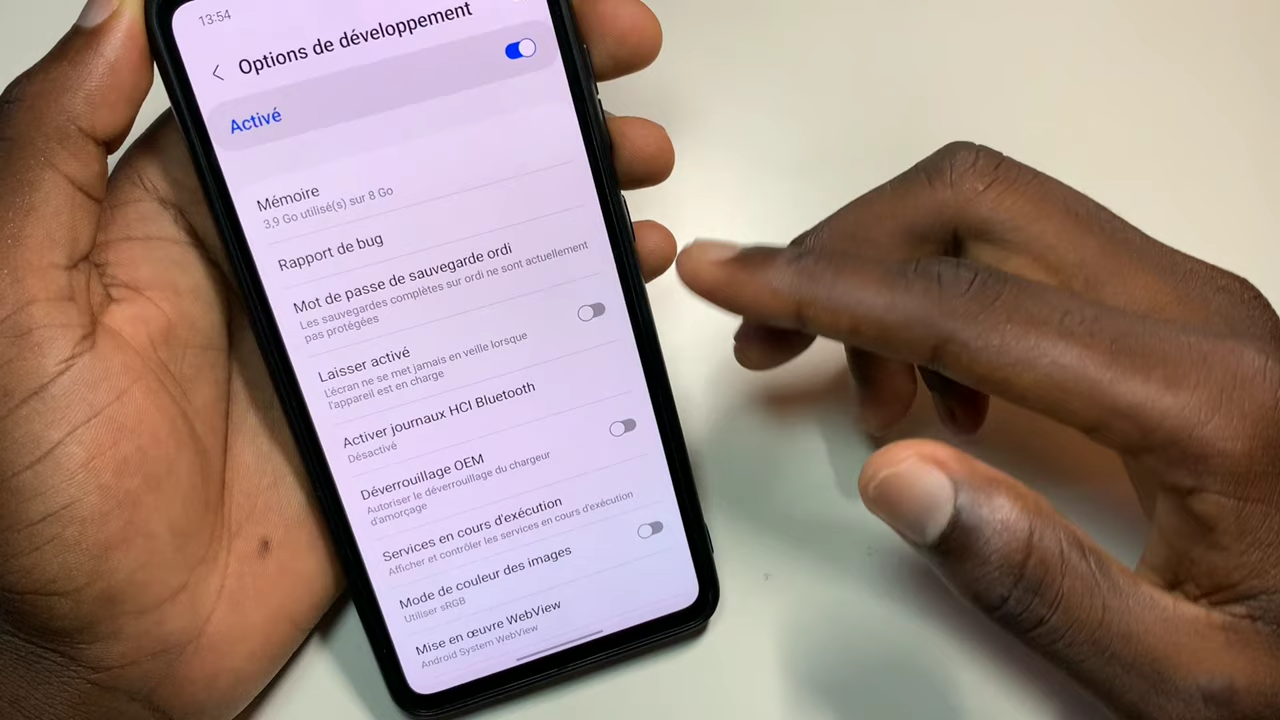 13:54
Options de développement
Activé
Mémoire
3,9 Go utilisé(s) sur 8 Go
Rapport de bug
Mot de passe de sauvegarde ordi
Les sauvegardes complètes sur ordi ne sont actuellement
pas protégées
Laisser activé
L'écran ne se met jamais en veille lorsque
l'appareil est en charge
Activer journaux HCI Bluetooth
Désactivé
Déverrouillage OEM
Autoriser le déverrouillage du chargeur
d'amorçage
Services en cours d'exécution
Afficher et contrôler les services en cours d'exécution
Mode de couleur des images
Utiliser sRGB
Mise en œuvre WebView
Android System WebView